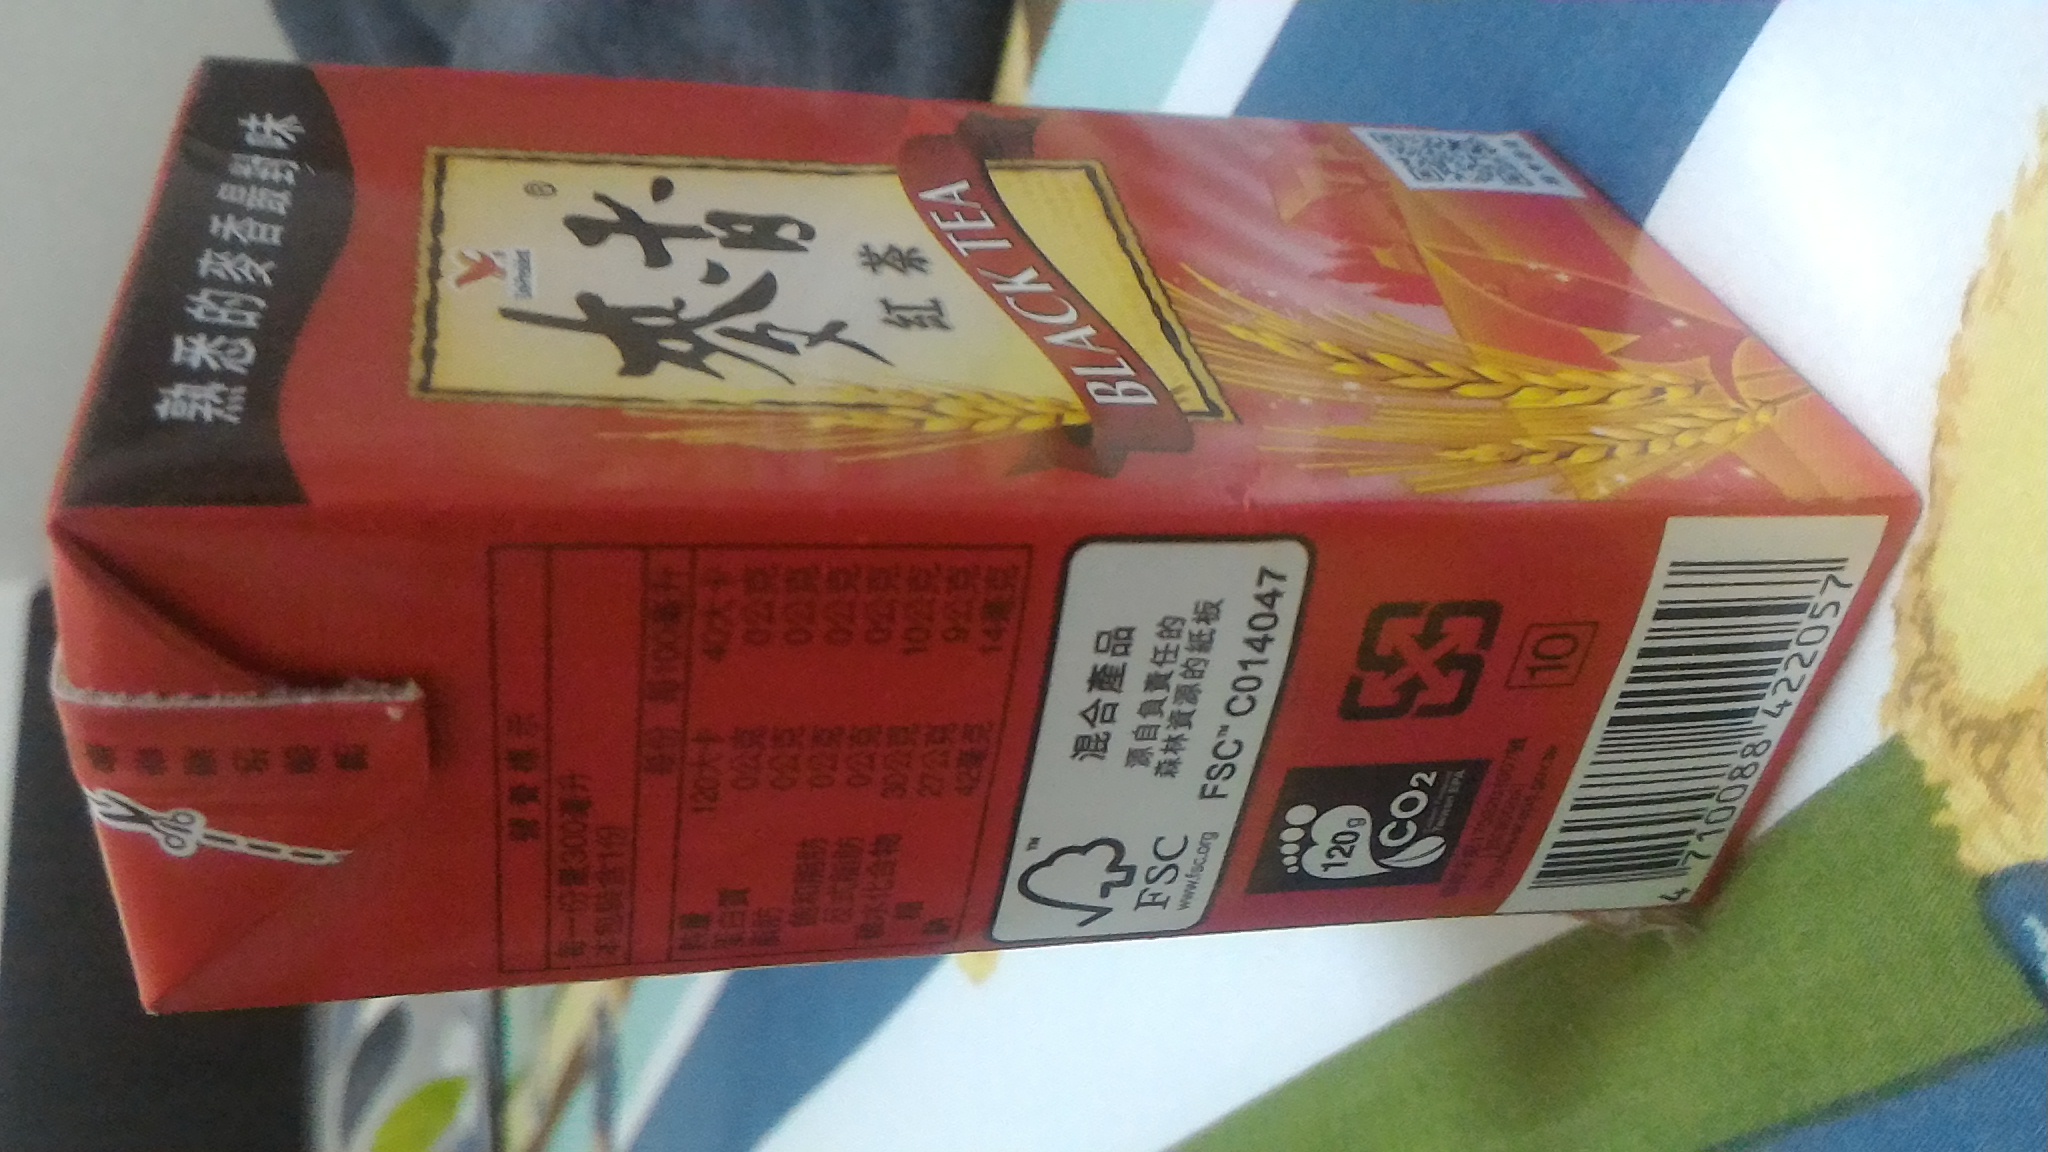 熟悉的麥香最對味
Uni-President
麥香
®
紅茶
BLACK TEA
營養標示
每一份量300毫升
本包裝含1份
每份 每100毫升
熱量 120大卡 40大卡
蛋白質 0公克 0公克
脂肪 0公克 0公克
飽和脂肪 0公克 0公克
反式脂肪 0公克 0公克
碳水化合物 30公克 10公克
糖 27公克 9公克
鈉 42毫克 14毫克
™
FSC
www.fsc.org
混合產品
源自負責任的
森林資源的紙板
FSC™ C014047
120g
CO2
Taiwan EPA
10
4 710088 422057